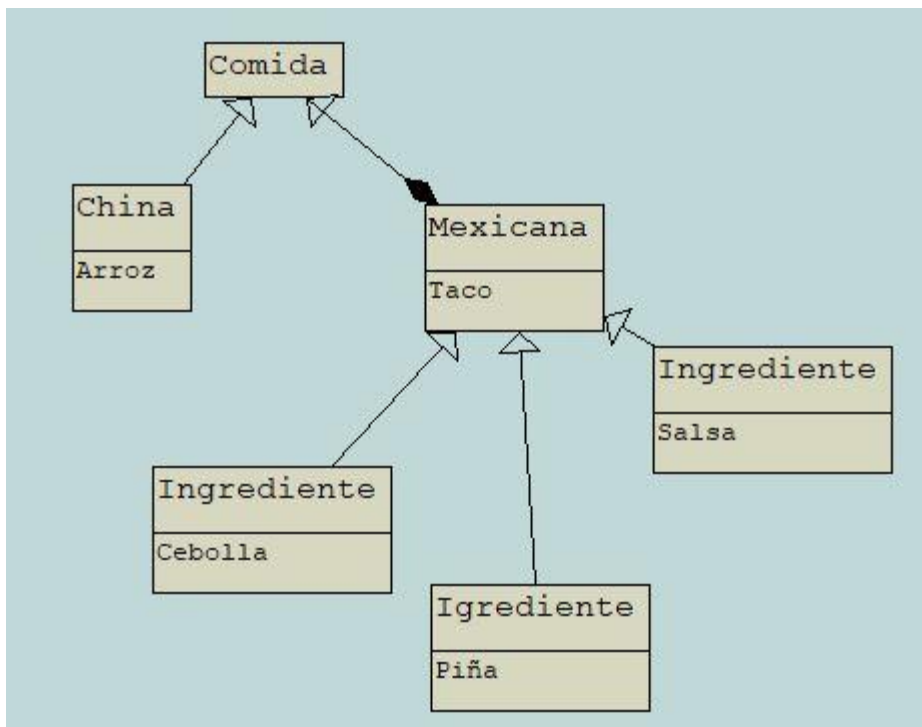 Comida
China
Arroz
Mexicana
Taco
Ingrediente
Salsa
Ingrediente
Cebolla
Igrediente
Piña